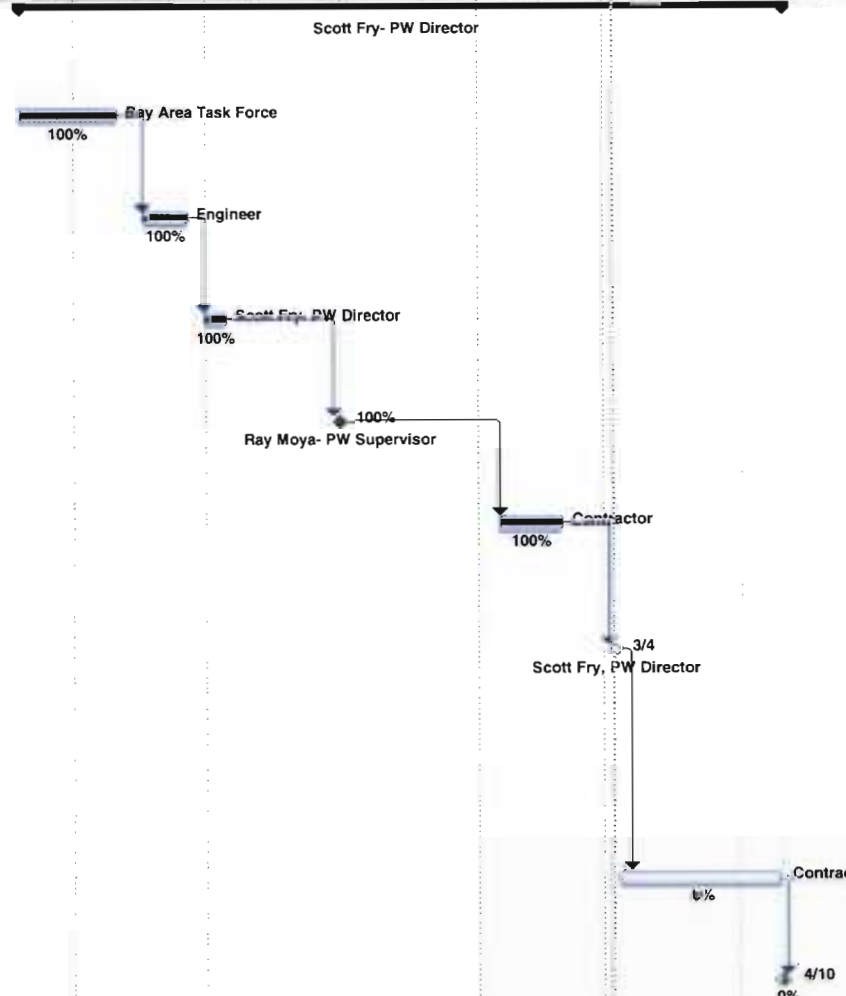 Scott Fry- PW Director
Bay Area Task Force
100%
Engineer
100%
Scott Fry, PW Director
100%
100%
Ray Moya- PW Supervisor
Contractor
100%
3/4
Scott Fry, PW Director
Contrac
0%
4/10
0%